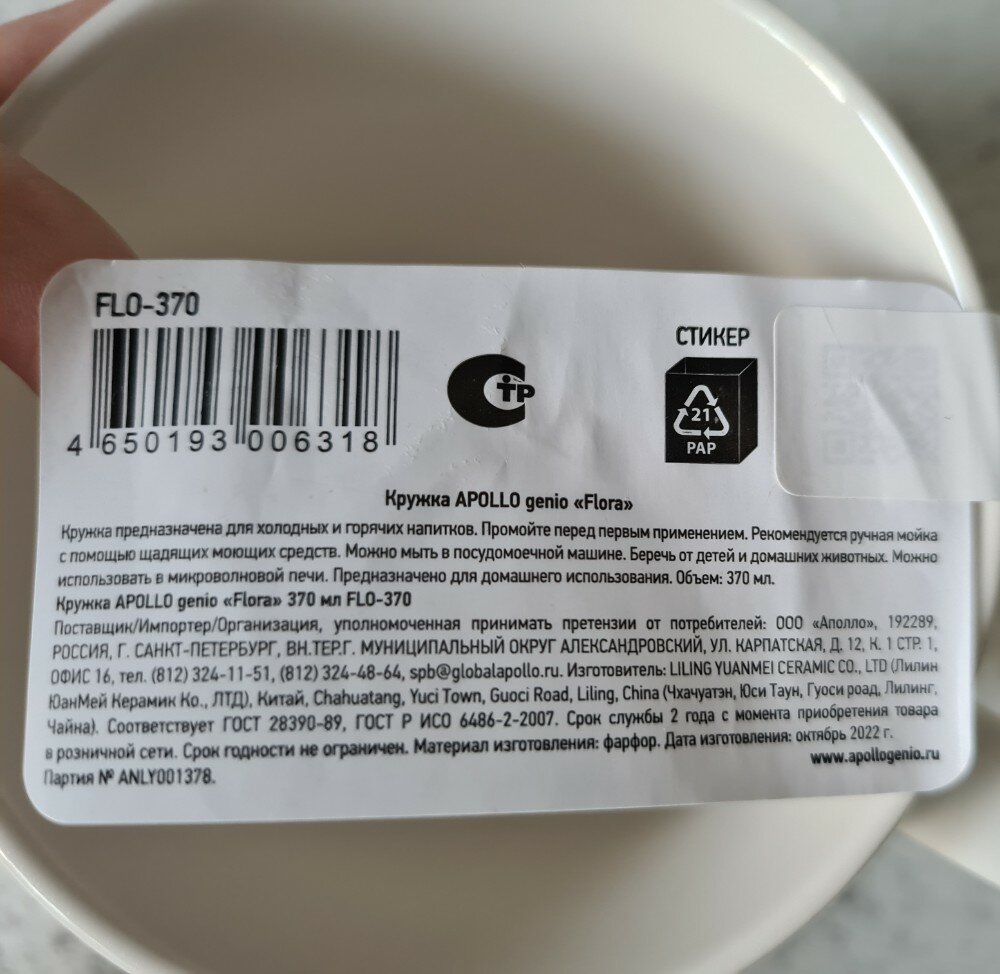 FLO-370
4 650193 006318
СТР
СТИКЕР
21
PAP
Кружка APOLLO genio «Flora»
Кружка предназначена для холодных и горячих напитков. Промойте перед первым применением. Рекомендуется ручная мойка
с помощью щадящих моющих средств. Можно мыть в посудомоечной машине. Беречь от детей и домашних животных. Можно
использовать в микроволновой печи. Предназначено для домашнего использования. Объем: 370 мл.
Кружка APOLLO genio «Flora» 370 мл FLO-370
Поставщик/Импортер/Организация, уполномоченная принимать претензии от потребителей: ООО «Аполло», 192289,
РОССИЯ, Г. САНКТ-ПЕТЕРБУРГ, ВН.ТЕР.Г. МУНИЦИПАЛЬНЫЙ ОКРУГ АЛЕКСАНДРОВСКИЙ, УЛ. КАРПАТСКАЯ, Д. 12, К. 1 СТР. 1,
ОФИС 16, тел. (812) 324-11-51, (812) 324-48-64, spb@globalapollo.ru. Изготовитель: LILING YUANMEI CERAMIC CO., LTD (Лилин
ЮанМей Керамик Ко., ЛТД), Китай, Chahuatang, Yuci Town, Guoci Road, Liling, China (Чхачуатэн, Юси Таун, Гуоси роад, Лилинг,
Чайна). Соответствует ГОСТ 28390-89, ГОСТ Р ИСО 6486-2-2007. Срок службы 2 года с момента приобретения товара
в розничной сети. Срок годности не ограничен. Материал изготовления: фарфор. Дата изготовления: октябрь 2022 г.
Партия № ANLY001378.
www.apollogenio.ru